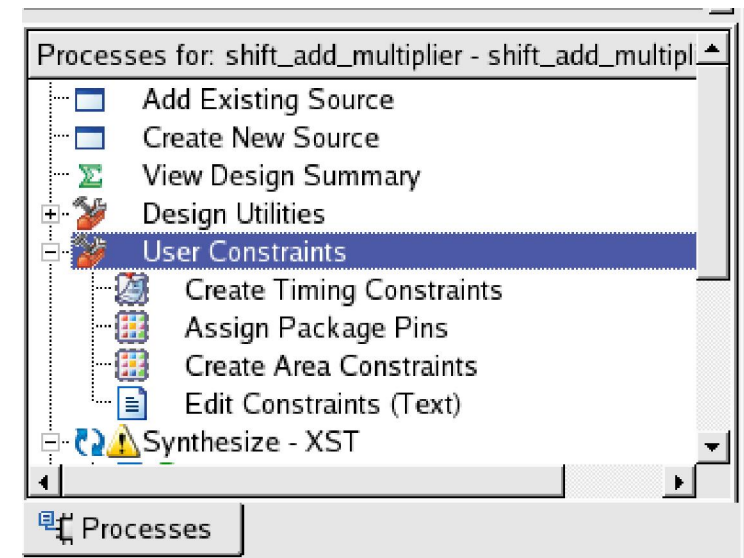 Processes for: shift_add_multiplier - shift_add_multipl
Add Existing Source
Create New Source
View Design Summary
Design Utilities
User Constraints
Create Timing Constraints
Assign Package Pins
Create Area Constraints
Edit Constraints (Text)
Synthesize - XST
Processes